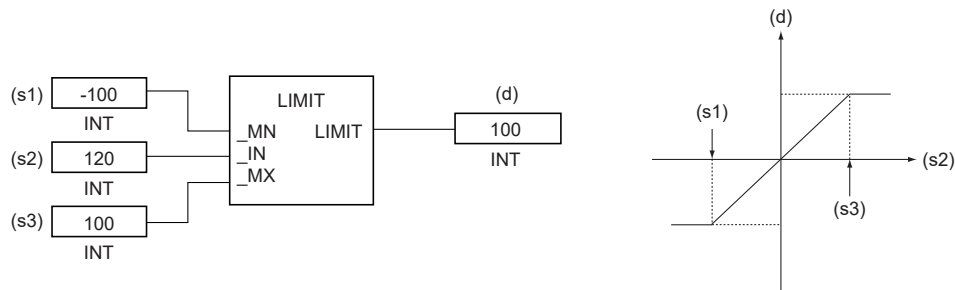 (s1)
-100
INT
(s2)
120
INT
(s3)
100
INT
LIMIT
_MN
LIMIT
_IN
_MX
(d)
100
INT
(d)
(s1)
(s2)
(s3)